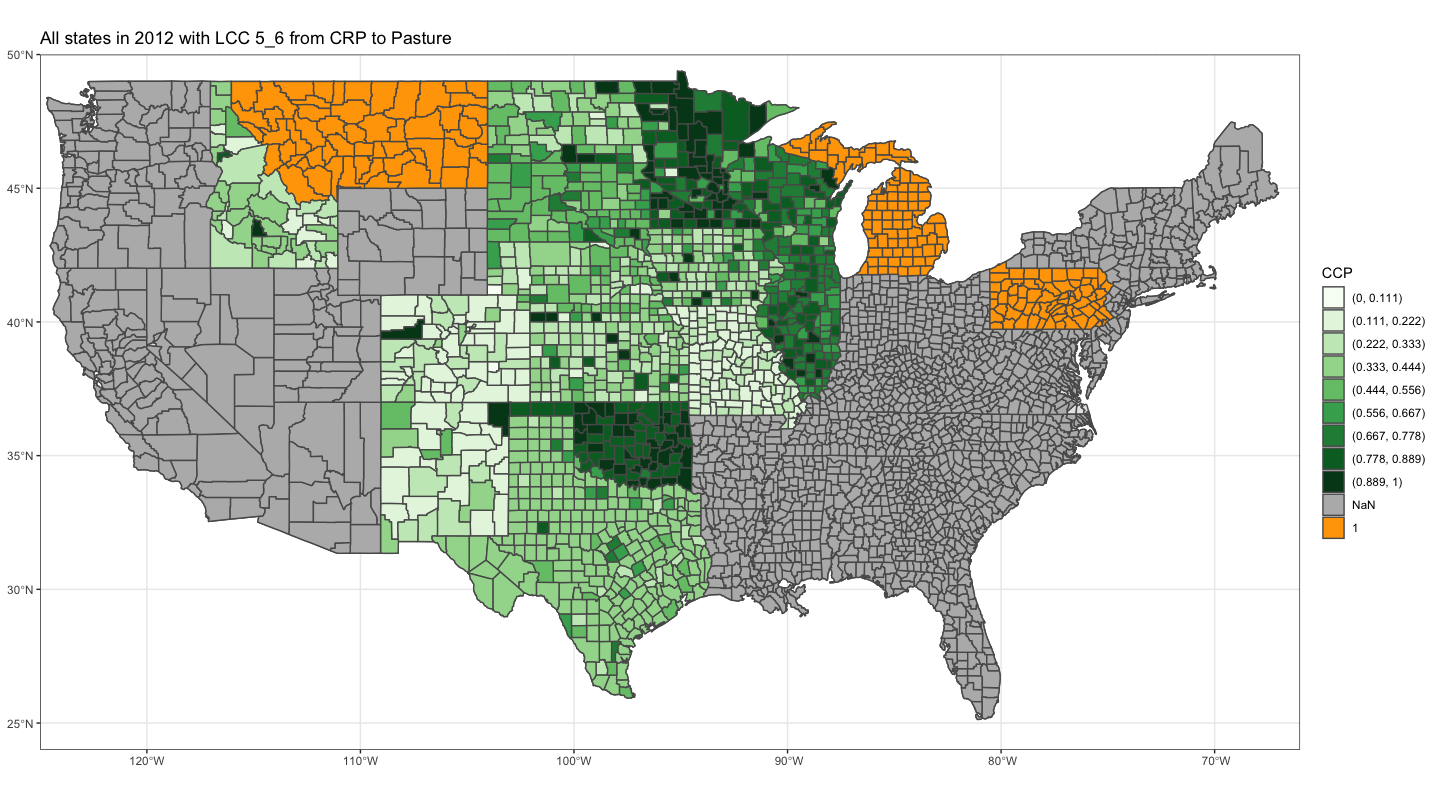 All states in 2012 with LCC 5_6 from CRP to Pasture
50°N
45°N
40°N
35°N
30°N
25°N
120°W
110°W
100°W
90°W
80°W
70°W
CCP
(0, 0.111)
(0.111, 0.222)
(0.222, 0.333)
(0.333, 0.444)
(0.444, 0.556)
(0.556, 0.667)
(0.667, 0.778)
(0.778, 0.889)
(0.889, 1)
NaN
1